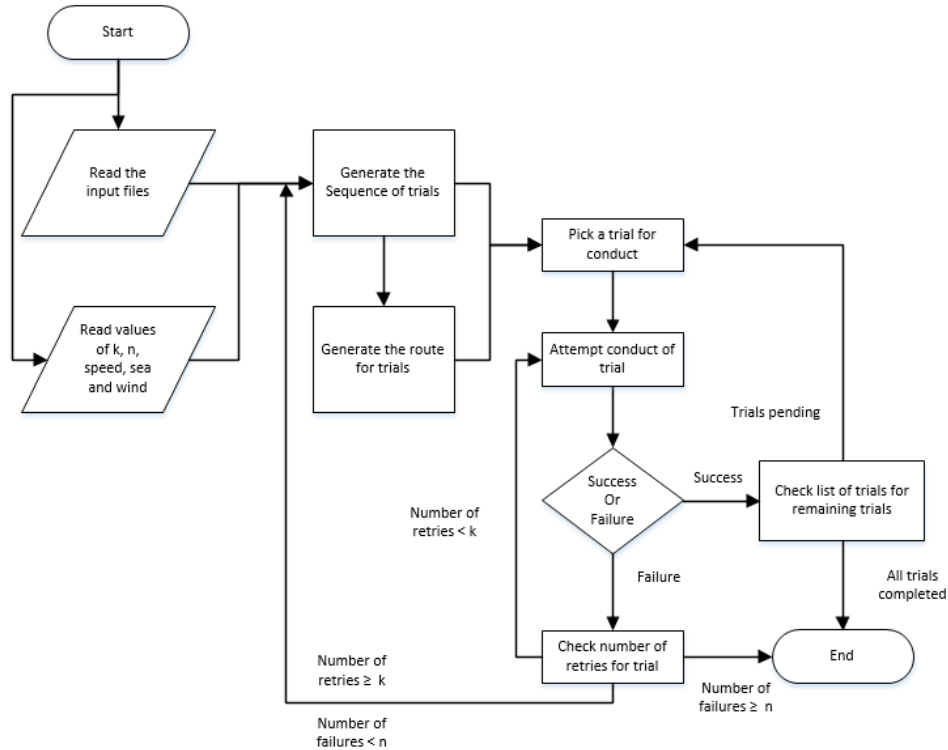 Start
Read the
input files
Generate the
Sequence of trials
Pick a trial for
conduct
Read values
of k, n,
speed, sea
and wind
Generate the route
for trials
Attempt conduct of
trial
Trials pending
Success
Or
Failure
Success
Check list of trials for
remaining trials
Number of
retries < k
Failure
All trials
completed
Check number of
retries for trial
End
Number of
retries ≥ k
Number of
failures ≥ n
Number of
failures < n